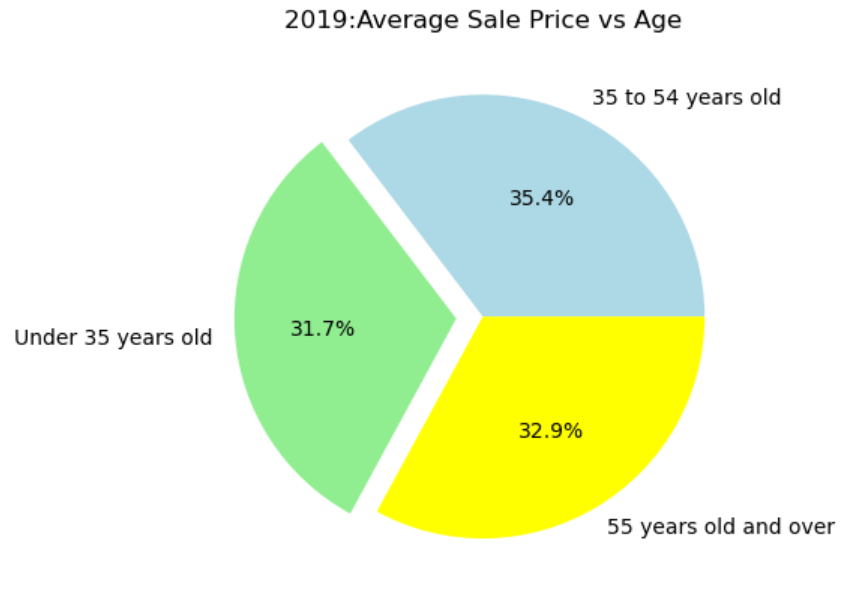 2019:Average Sale Price vs Age
35 to 54 years old
35.4%
Under 35 years old
31.7%
32.9%
55 years old and over